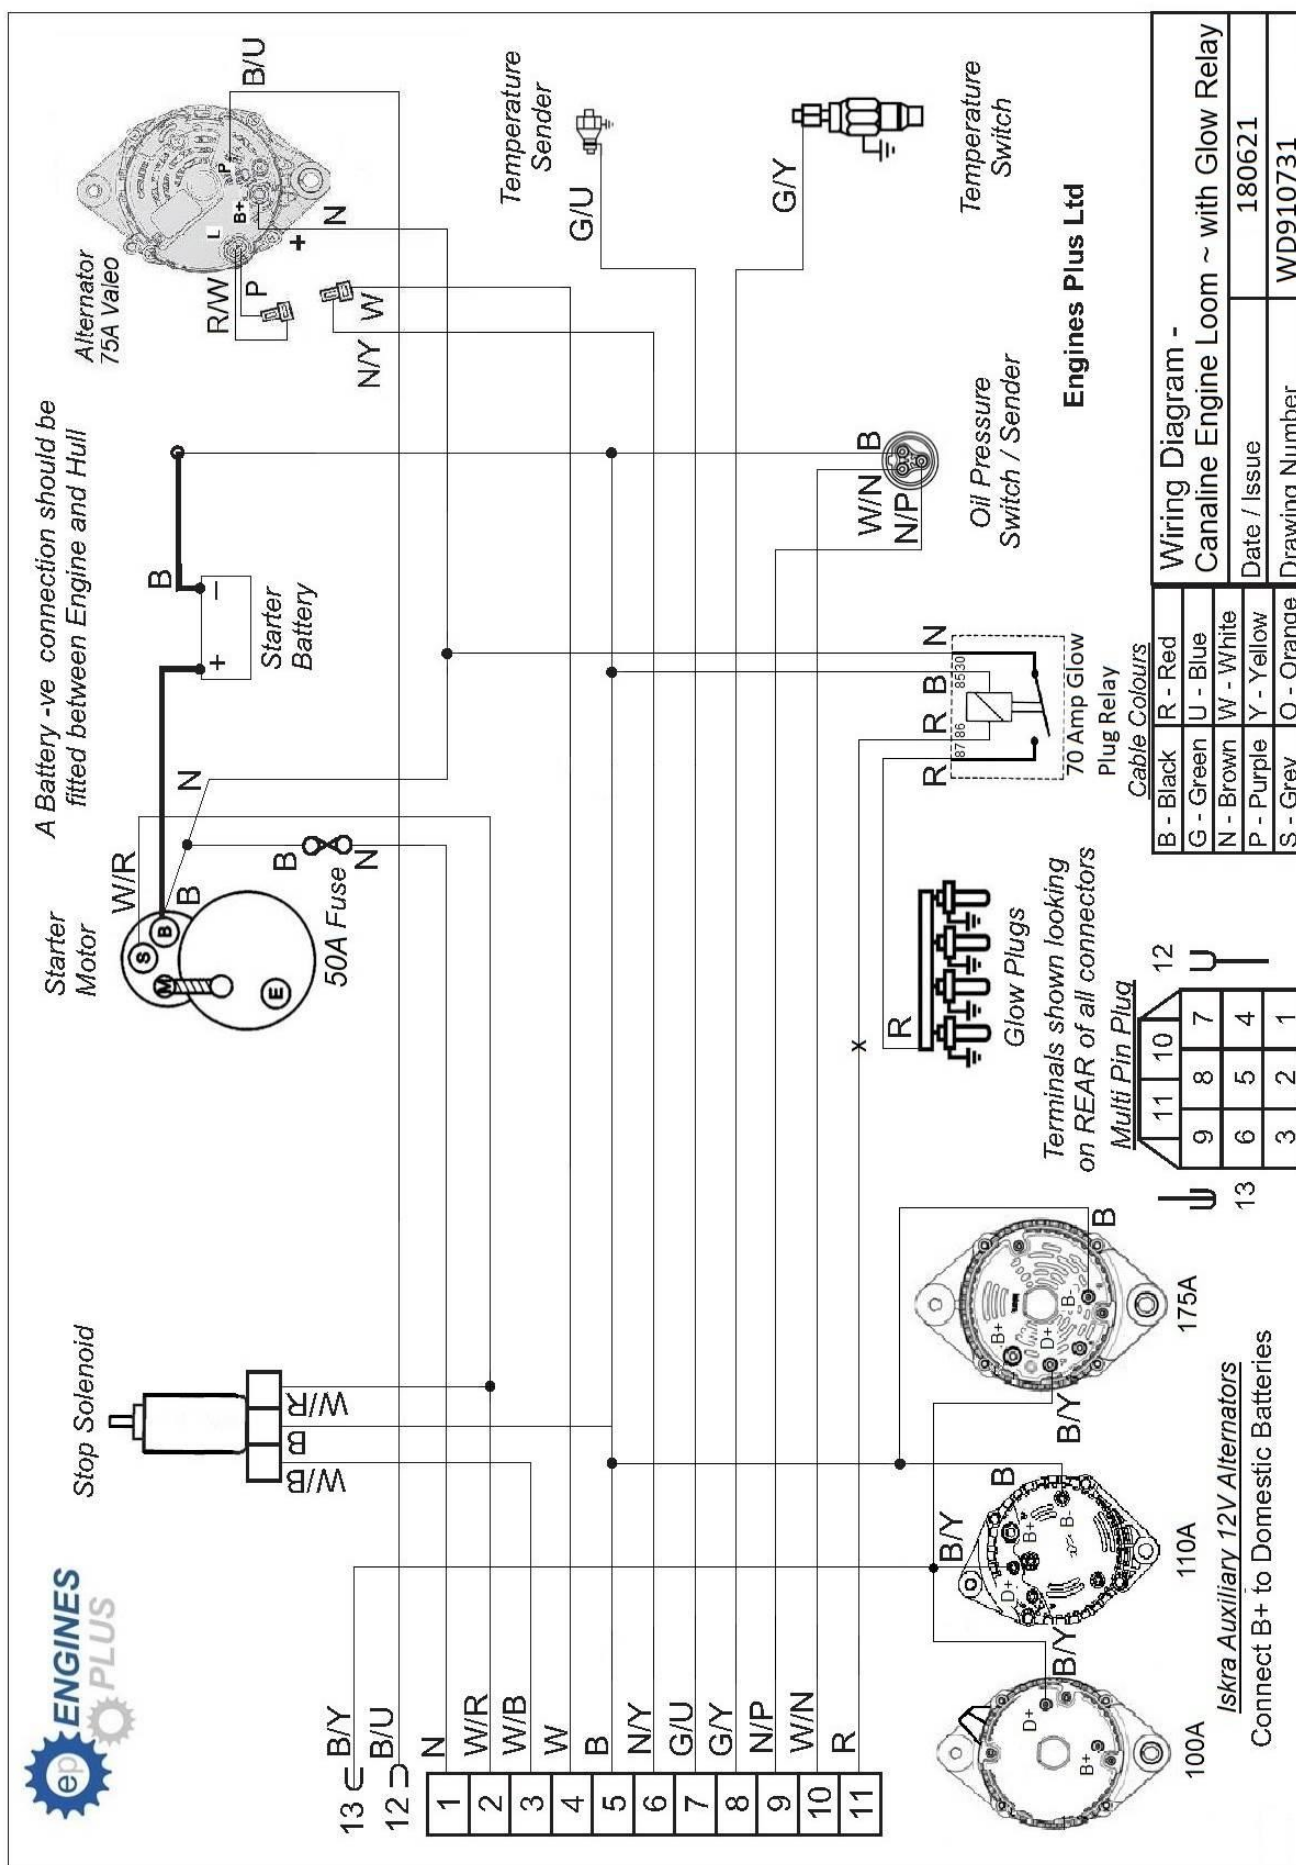 ep ENGINES
PLUS
Stop Solenoid
W/B
B
W/R
Starter
Motor
W/R
M
S
B
E
B
N
B
N
50A Fuse
A Battery -ve connection should be
fitted between Engine and Hull
B
+
−
Starter
Battery
B
Alternator
75A Valeo
R/W
P
L
B+
P
+
N
B/U
N/Y
W
Temperature
Sender
G/U
G/Y
Temperature
Switch
W/N
N/P
B
Oil Pressure
Switch / Sender
Engines Plus Ltd
13
B/Y
12
B/U
1
N
2
W/R
3
W/B
4
W
5
B
6
N/Y
7
G/U
8
G/Y
9
N/P
10
W/N
11
R
x
R
Glow Plugs
R
R
B
N
87
86
85
30
70 Amp Glow
Plug Relay
B/Y
B/Y
B/Y
B
B
D+
B+
100A
D+
B+
B-
110A
B+
D+
B-
175A
Iskra Auxiliary 12V Alternators
Connect B+ to Domestic Batteries
Terminals shown looking
on REAR of all connectors
Multi Pin Plug
13
12
11 10
9 8 7
6 5 4
3 2 1
Cable Colours
B - Black R - Red
G - Green U - Blue
N - Brown W - White
P - Purple Y - Yellow
S - Grey O - Orange
Wiring Diagram -
Canaline Engine Loom ~ with Glow Relay
Date / Issue 180621
Drawing Number WD910731